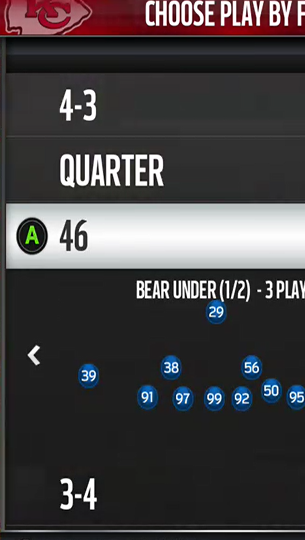 KC
CHOOSE PLAY BY F
4-3
QUARTER
A 46
BEAR UNDER (1/2) - 3 PLAY
29
38 56
39
91 97 99 92 50 95
3-4